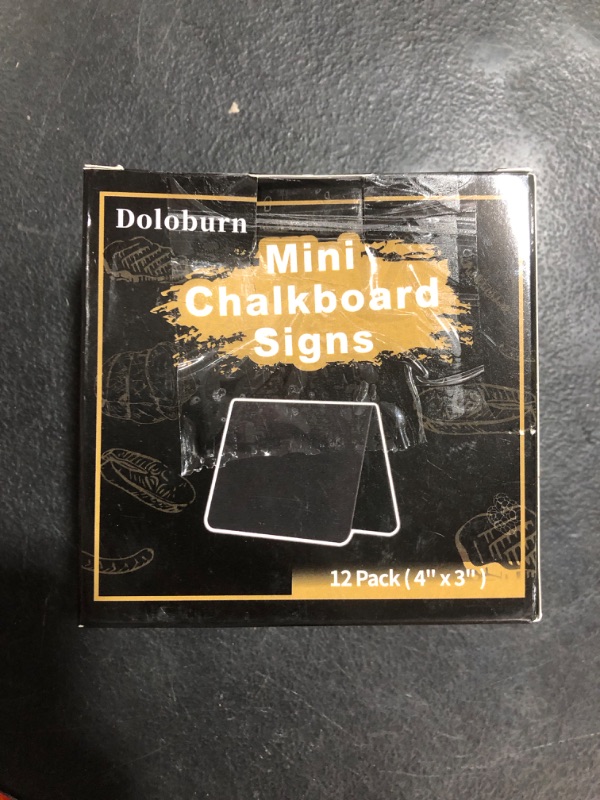 Doloburn
Mini
Chalkboard
Signs
12 Pack ( 4" x 3" )